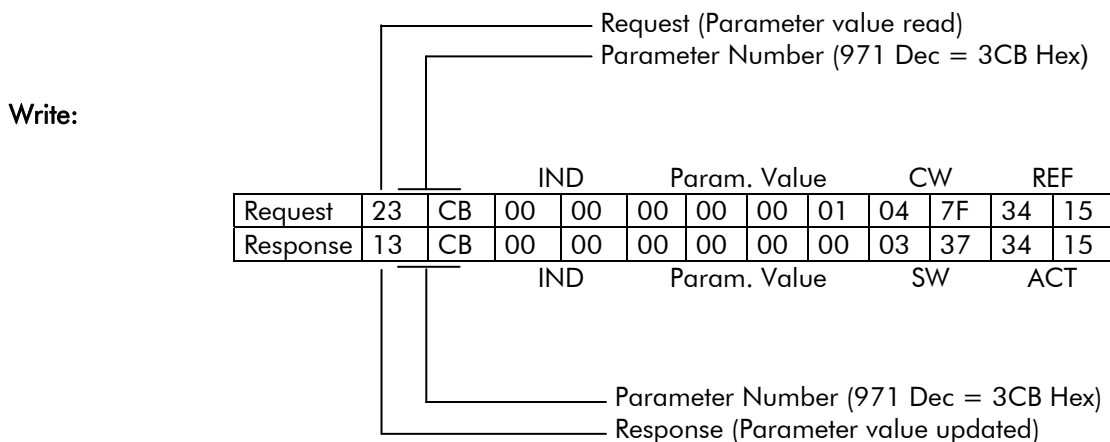 Request (Parameter value read)
Parameter Number (971 Dec = 3CB Hex)
Write:
IND Param. Value CW REF
Request 23 CB 00 00 00 00 00 01 04 7F 34 15
Response 13 CB 00 00 00 00 00 00 03 37 34 15
IND Param. Value SW ACT
Parameter Number (971 Dec = 3CB Hex)
Response (Parameter value updated)